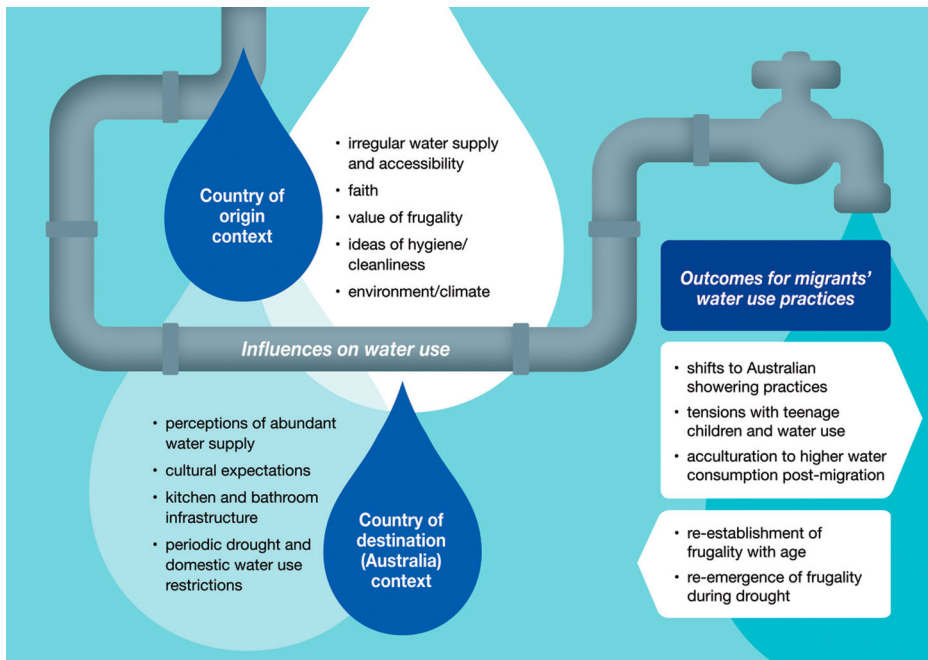 Country of
origin
context
• irregular water supply
and accessibility
• faith
• value of frugality
• ideas of hygiene/
cleanliness
• environment/climate
Influences on water use
• perceptions of abundant
water supply
• cultural expectations
• kitchen and bathroom
infrastructure
• periodic drought and
domestic water use
restrictions
Country of
destination
(Australia)
context
Outcomes for migrants’
water use practices
• shifts to Australian
showering practices
• tensions with teenage
children and water use
• acculturation to higher water
consumption post-migration
• re-establishment of
frugality with age
• re-emergence of frugality
during drought